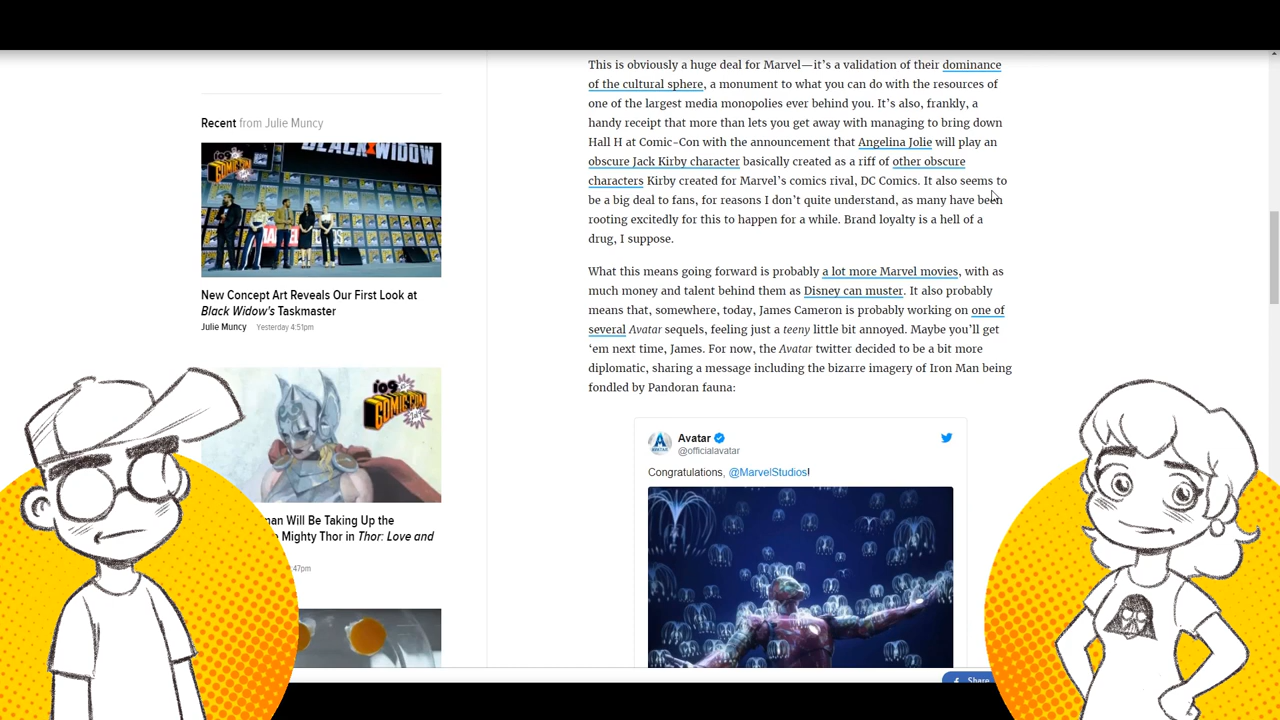 This is obviously a huge deal for Marvel—it's a validation of their dominance
of the cultural sphere, a monument to what you can do with the resources of
one of the largest media monopolies ever behind you. It's also, frankly, a
handy receipt that more than lets you get away with managing to bring down
Hall H at Comic-Con with the announcement that Angelina Jolie will play an
obscure Jack Kirby character basically created as a riff of other obscure
characters Kirby created for Marvel's comics rival, DC Comics. It also seems to
be a big deal to fans, for reasons I don't quite understand, as many have been
rooting excitedly for this to happen for a while. Brand loyalty is a hell of a
drug, I suppose.
What this means going forward is probably a lot more Marvel movies, with as
much money and talent behind them as Disney can muster. It also probably
means that, somewhere, today, James Cameron is probably working on one of
several Avatar sequels, feeling just a teeny little bit annoyed. Maybe you'll get
'em next time, James. For now, the Avatar twitter decided to be a bit more
diplomatic, sharing a message including the bizarre imagery of Iron Man being
fondled by Pandoran fauna:
Avatar
@officialavatar
Congratulations, @MarvelStudios!
Share
Recent from Julie Muncy
BLACK WIDOW
New Concept Art Reveals Our First Look at
Black Widow's Taskmaster
Julie Muncy Yesterday 4:51pm
io9
COMIC CON
man Will Be Taking Up the
Mighty Thor in Thor: Love and
47pm